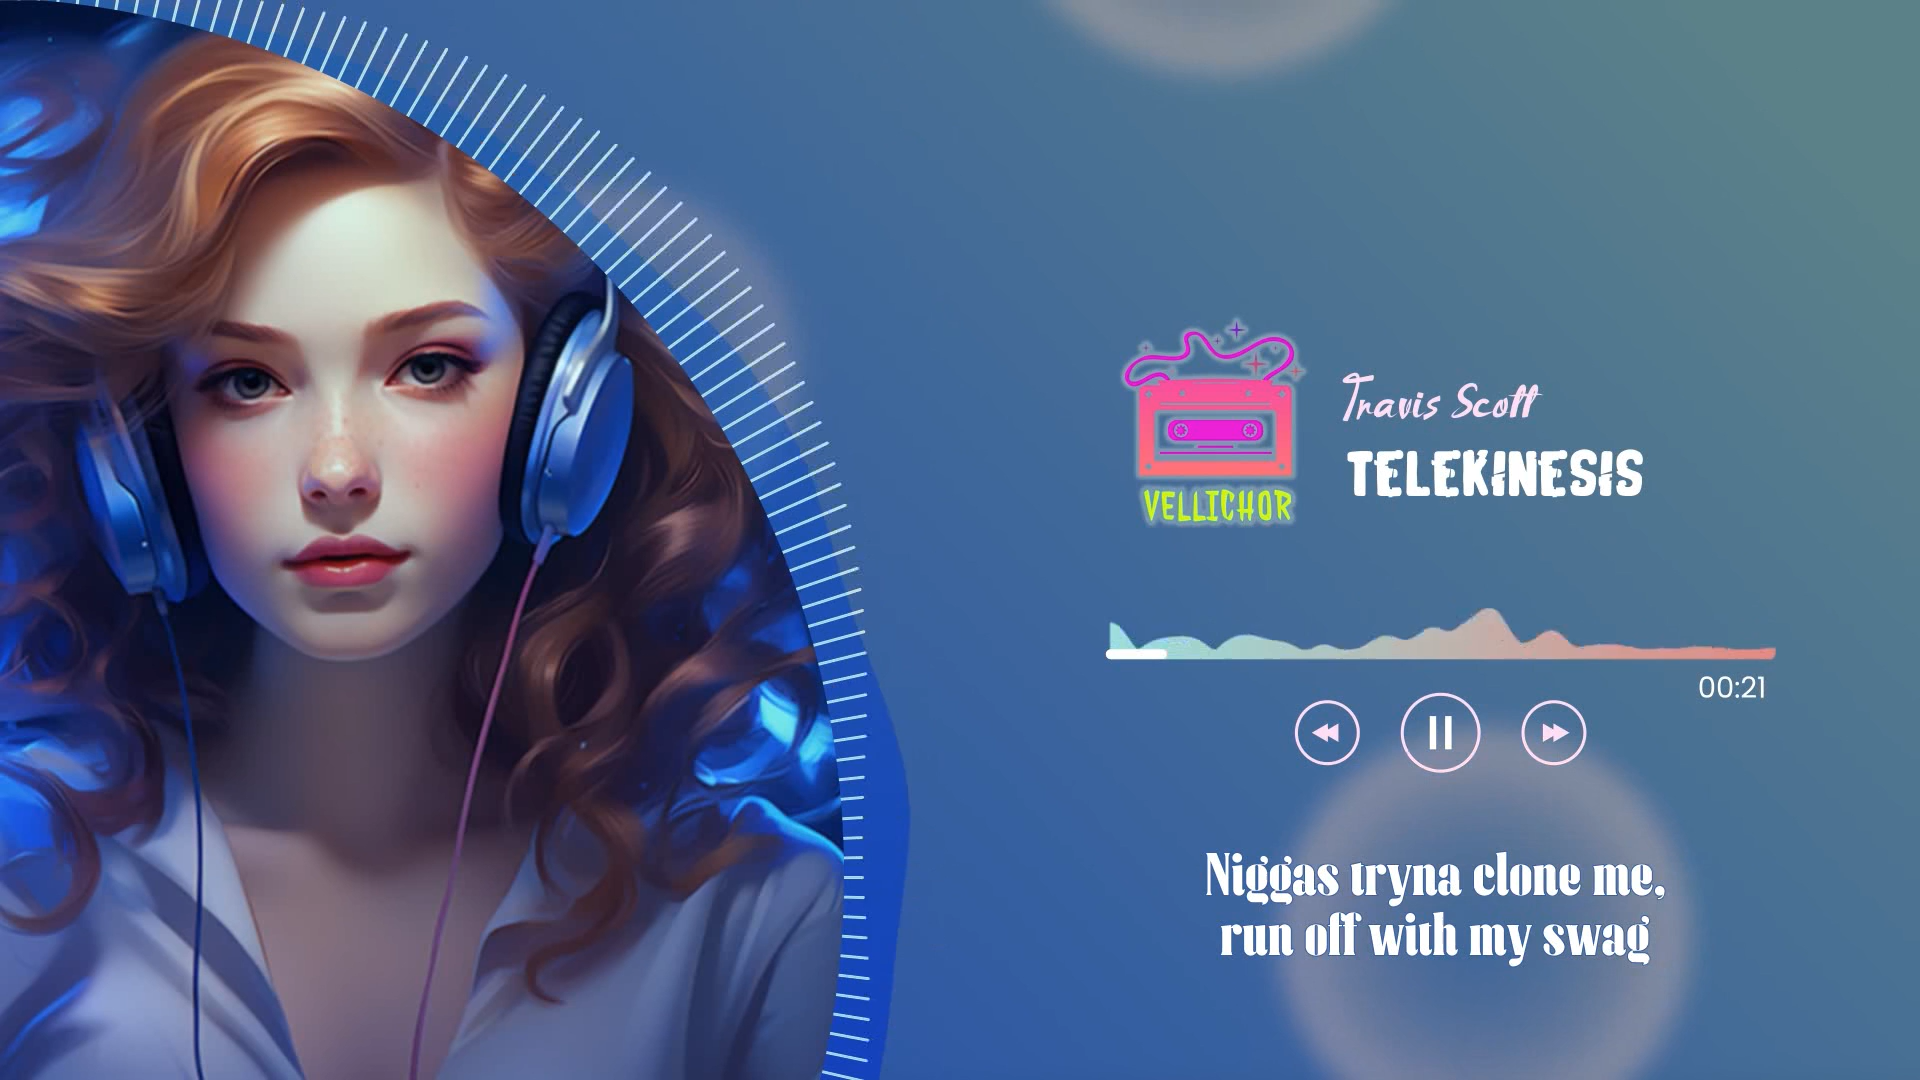 Travis Scott
TELEKINESIS
VELLICHOR
00:21
Niggas tryna clone me,
run off with my swag